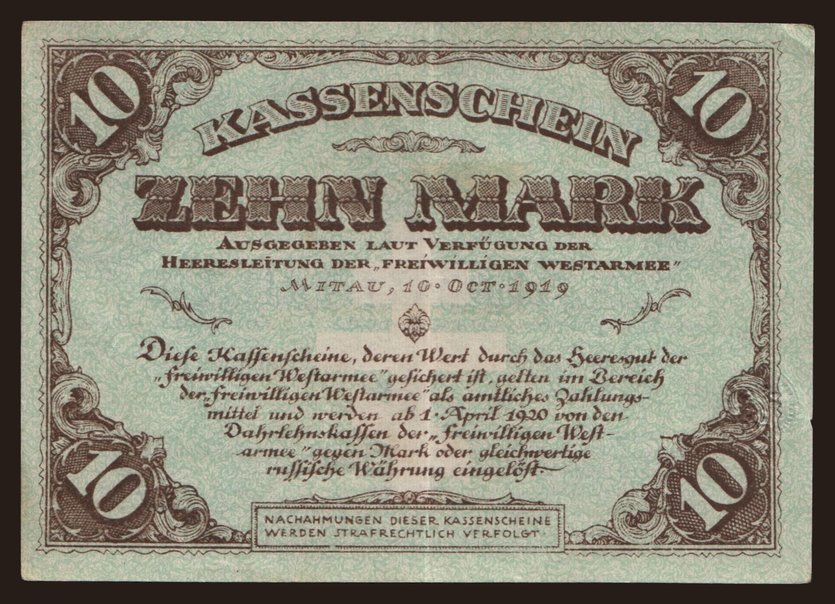 10
10
KASSENSCHEIN
ZEHN MARK
AUSGEGEBEN LAUT VERFÜGUNG DER
HEERESLEITUNG DER „FREIWILLIGEN WESTARMEE"
MITAU, 10·OCT·1919
Diese Kassenscheine, deren Wert durch das Heeresgut der
„freiwilligen Westarmee" gesichert ist, gelten im Bereich
der „freiwilligen Westarmee" als amtliches Zahlungs-
mittel und werden ab 1·April 1920 von den
Dahrlehnskassen der „freiwilligen West-
armee" gegen Mark oder gleichwertige
russische Währung eingelöst
10
10
NACHAHMUNGEN DIESER KASSENSCHEINE
WERDEN STRAFRECHTLICH VERFOLGT·